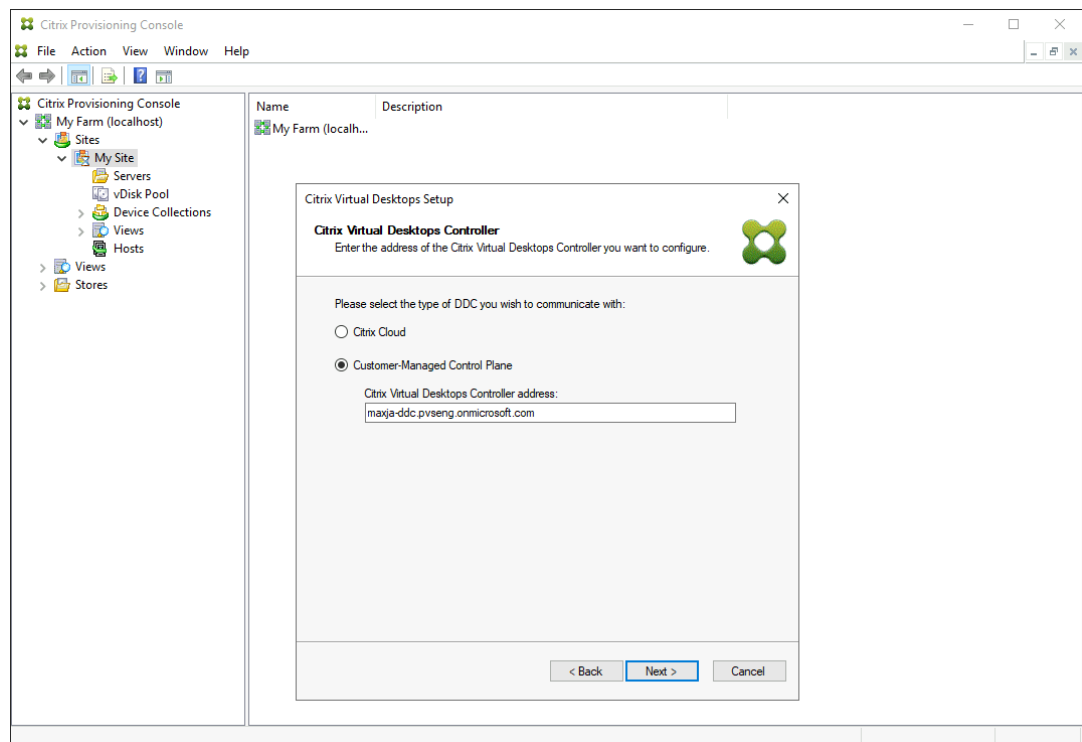 Citrix Provisioning Console
File Action View Window Help
Citrix Provisioning Console
My Farm (localhost)
Sites
My Site
Servers
vDisk Pool
Device Collections
Views
Hosts
Views
Stores
Name Description
My Farm (localh...
Citrix Virtual Desktops Setup
Citrix Virtual Desktops Controller
Enter the address of the Citrix Virtual Desktops Controller you want to configure.
Please select the type of DDC you wish to communicate with:
Citrix Cloud
Customer-Managed Control Plane
Citrix Virtual Desktops Controller address:
maxja-ddc.pvseng.onmicrosoft.com
< Back Next > Cancel